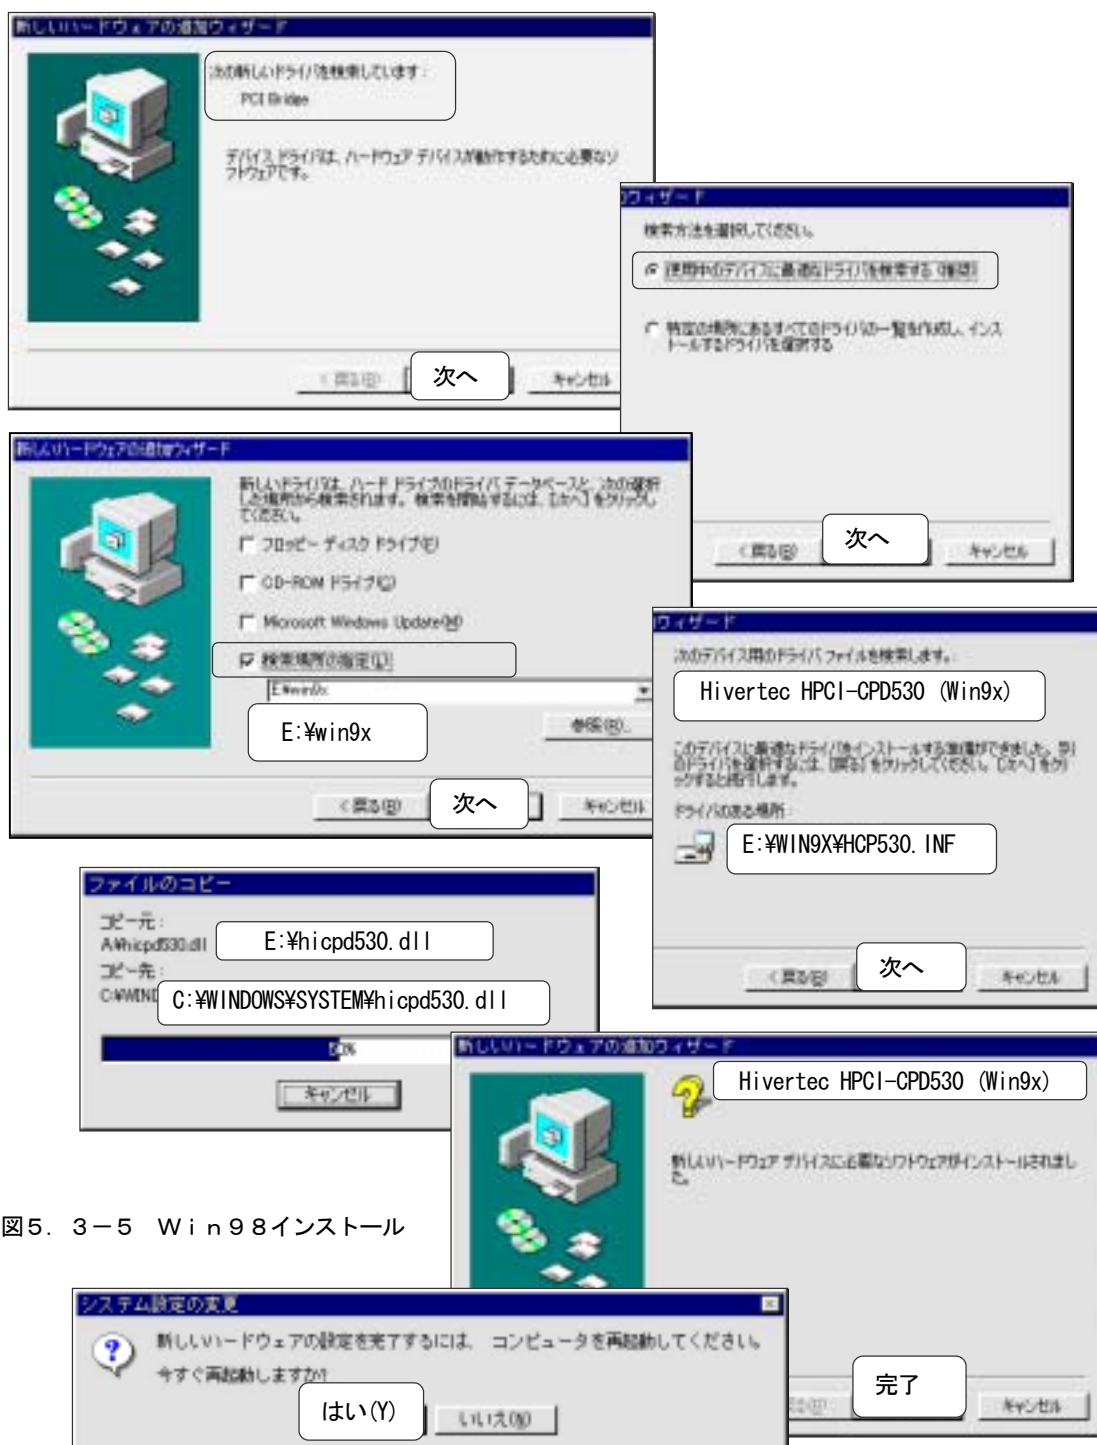 新しいハードウェアの追加ウィザード
次の新しいドライバを検索しています:
PCI Bridge
デバイス ドライバは、ハードウェア デバイスが動作するために必要なソ
フトウェアです。
< 戻る(B)
次へ
キャンセル
ウィザード
検索方法を選択してください。
使用中のデバイスに最適なドライバを検索する (推奨)
特定の場所にあるすべてのドライバの一覧を作成し、インス
トールするドライバを選択する
< 戻る(B)
次へ
キャンセル
新しいハードウェアの追加ウィザード
新しいドライバは、ハード ドライブのドライバ データベースと、次の選択
した場所から検索されます。検索を開始するには、[次へ] をクリックし
てください。
フロッピー ディスク ドライブ(F)
CD-ROM ドライブ(C)
Microsoft Windows Update(M)
検索場所の指定(L)
E:¥win9x
E:¥win9x
参照(R)...
< 戻る(B)
次へ
キャンセル
ウィザード
次のデバイス用のドライバ ファイルを検索します。:
Hivertec HPCI-CPD530 (Win9x)
このデバイスに最適なドライバをインストールする準備ができました。別
のドライバを選択するには、[戻る] をクリックしてください。[次へ] をクリ
ックすると続行します。
ドライバのある場所:
E:¥WIN9X¥HCP530.INF
< 戻る(B)
次へ
キャンセル
ファイルのコピー
コピー元:
A:¥hicpd530.dll
E:¥hicpd530.dll
コピー先:
C:¥WIND
C:¥WINDOWS¥SYSTEM¥hicpd530.dll
50%
キャンセル
新しいハードウェアの追加ウィザード
Hivertec HPCI-CPD530 (Win9x)
新しいハードウェア デバイスに必要なソフトウェアがインストールされまし
た。
完了
キャンセル
図5.3-5 Win98インストール
システム設定の変更
新しいハードウェアの設定を完了するには、 コンピュータを再起動してください。
今すぐ再起動しますか?
はい(Y)
いいえ(N)